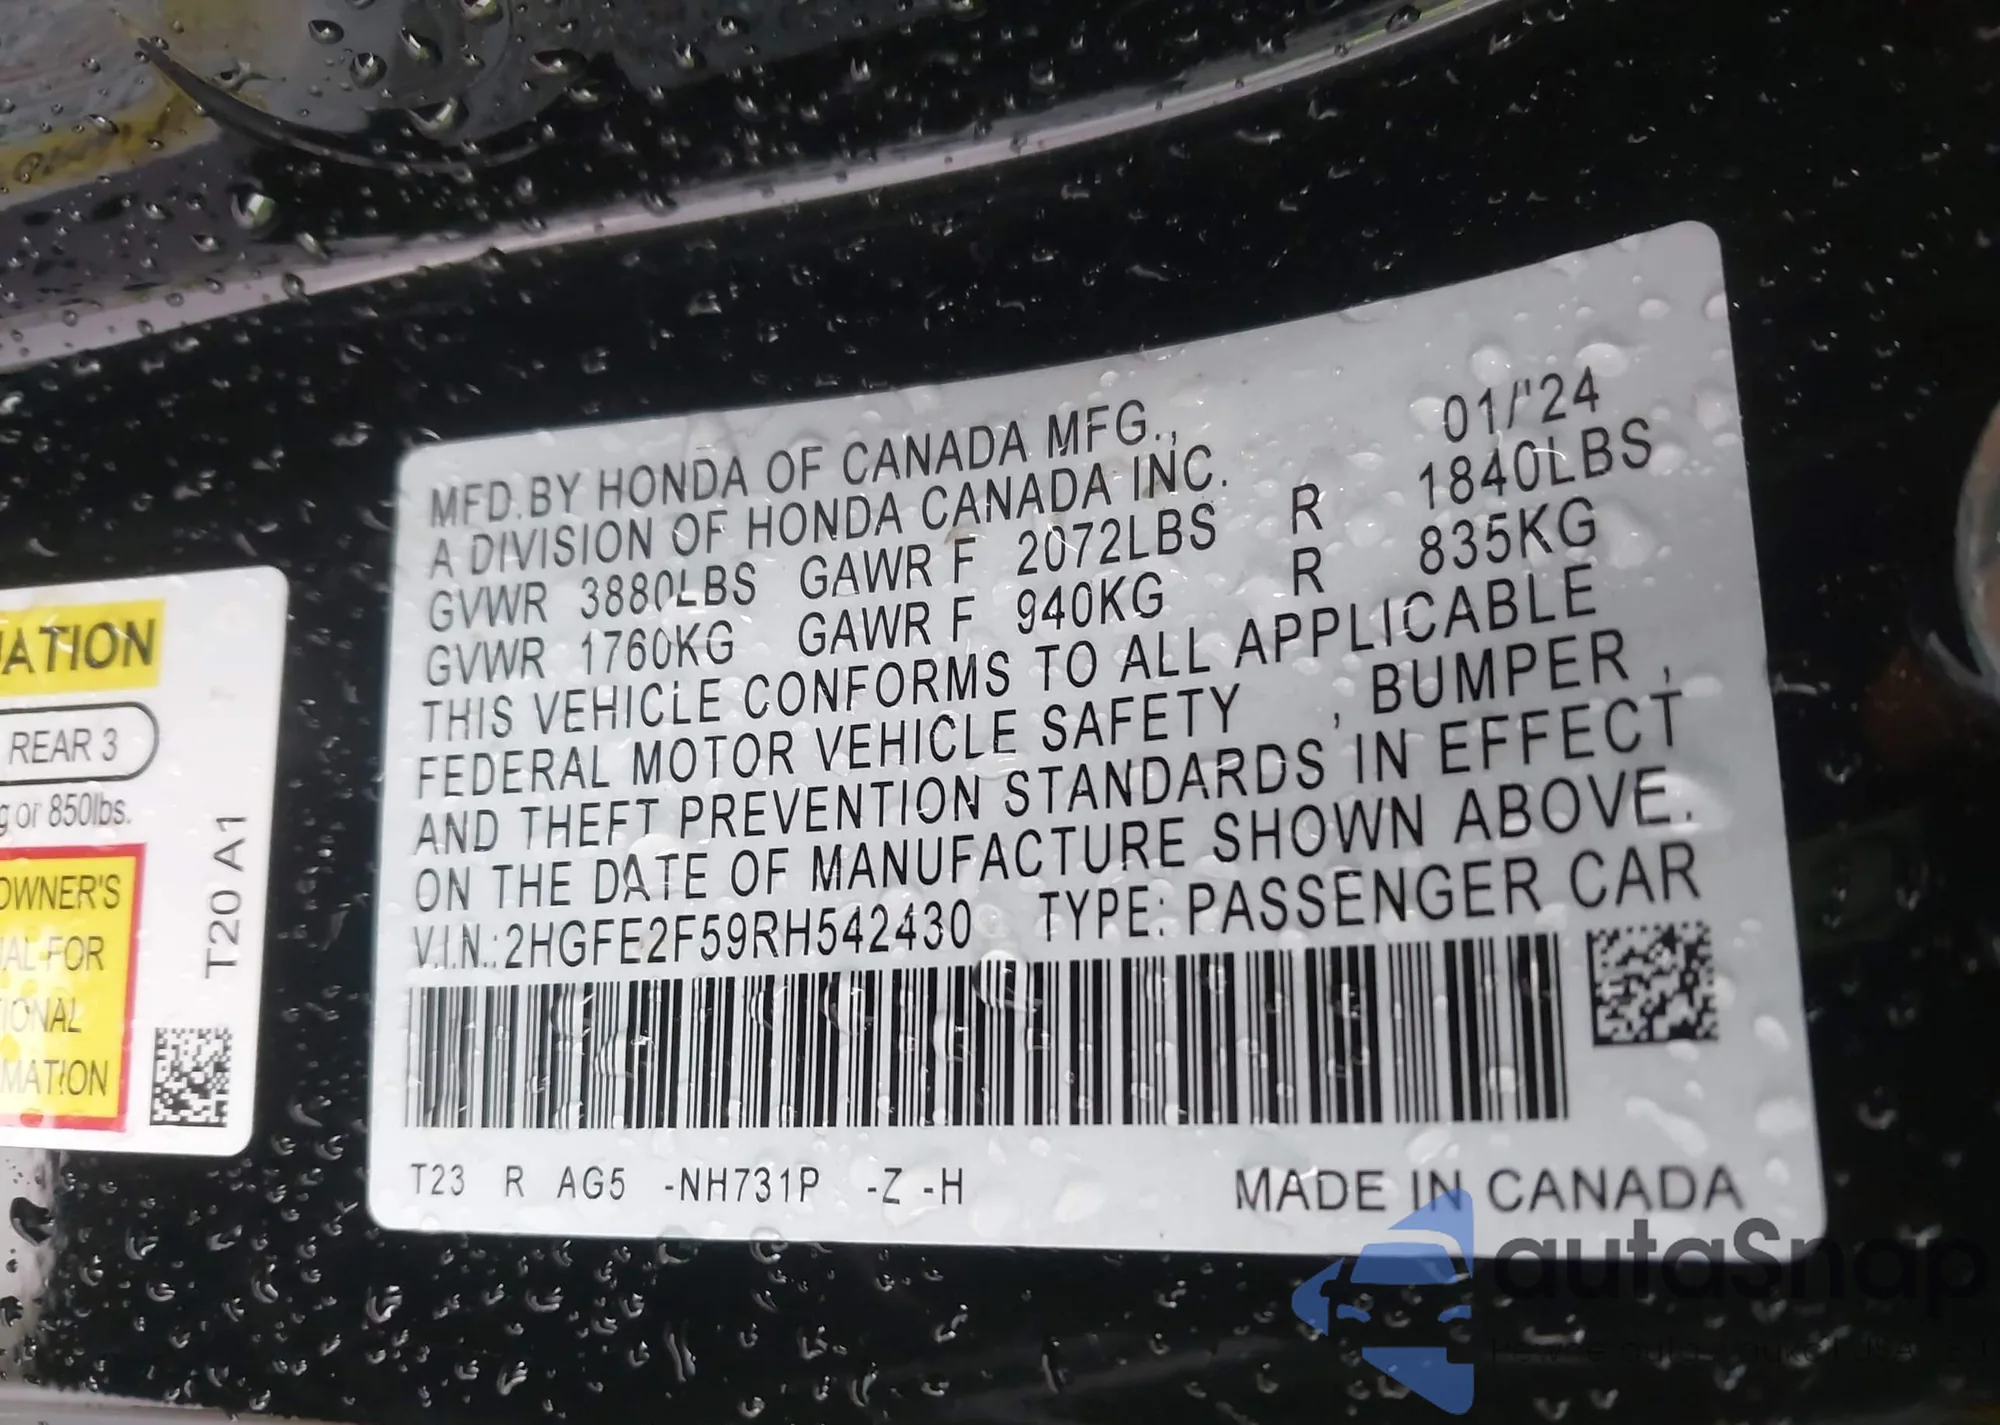 MFD.BY HONDA OF CANADA MFG., 01/'24
A DIVISION OF HONDA CANADA INC.
GVWR 3880LBS GAWR F 2072LBS R 1840LBS
GVWR 1760KG GAWR F 940KG R 835KG
THIS VEHICLE CONFORMS TO ALL APPLICABLE
FEDERAL MOTOR VEHICLE SAFETY , BUMPER ,
AND THEFT PREVENTION STANDARDS IN EFFECT
ON THE DATE OF MANUFACTURE SHOWN ABOVE.
V.I.N.:2HGFE2F59RH542430 TYPE: PASSENGER CAR
T23 R AG5 -NH731P -Z -H MADE IN CANADA
REAR 3
or 850lbs.
OWNER'S
FOR
T20 A1
autaSnap